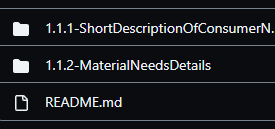 1.1.1-ShortDescriptionOfConsumerN.
1.1.2-MaterialNeedsDetails
README.md